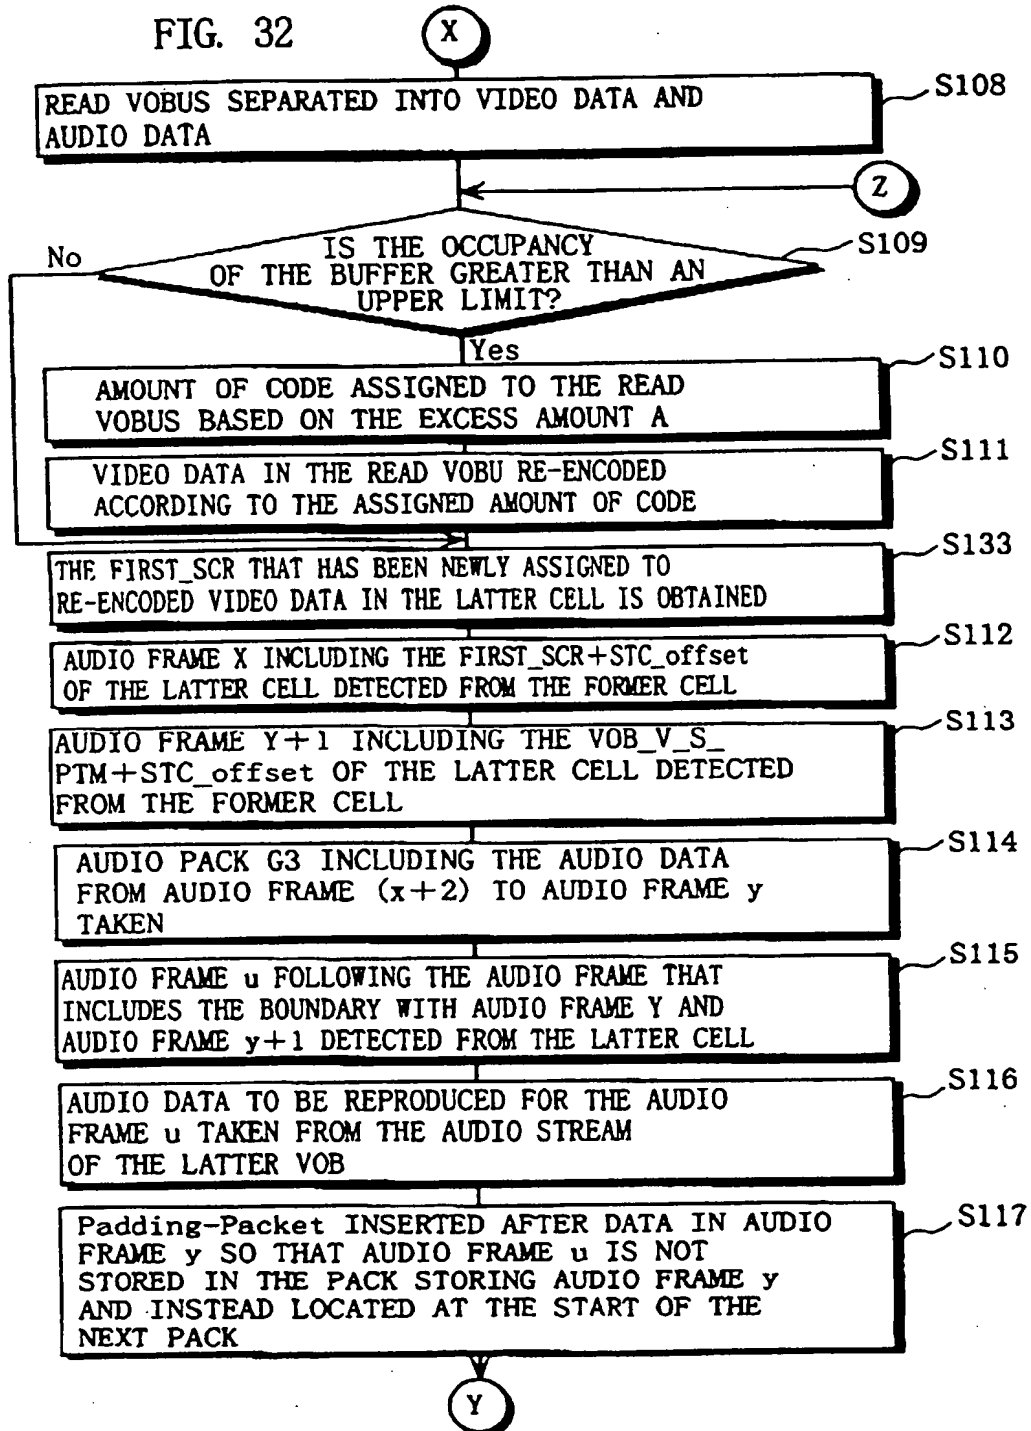 FIG. 32
X
READ VOBUS SEPARATED INTO VIDEO DATA AND
AUDIO DATA
S108
Z
No
IS THE OCCUPANCY
OF THE BUFFER GREATER THAN AN
UPPER LIMIT?
S109
Yes
AMOUNT OF CODE ASSIGNED TO THE READ
VOBUS BASED ON THE EXCESS AMOUNT A
S110
VIDEO DATA IN THE READ VOBU RE-ENCODED
ACCORDING TO THE ASSIGNED AMOUNT OF CODE
S111
THE FIRST_SCR THAT HAS BEEN NEWLY ASSIGNED TO
RE-ENCODED VIDEO DATA IN THE LATTER CELL IS OBTAINED
S133
AUDIO FRAME X INCLUDING THE FIRST_SCR+STC_offset
OF THE LATTER CELL DETECTED FROM THE FORMER CELL
S112
AUDIO FRAME Y+1 INCLUDING THE VOB_V_S_
PTM+STC_offset OF THE LATTER CELL DETECTED
FROM THE FORMER CELL
S113
AUDIO PACK G3 INCLUDING THE AUDIO DATA
FROM AUDIO FRAME (x+2) TO AUDIO FRAME y
TAKEN
S114
AUDIO FRAME u FOLLOWING THE AUDIO FRAME THAT
INCLUDES THE BOUNDARY WITH AUDIO FRAME Y AND
AUDIO FRAME y+1 DETECTED FROM THE LATTER CELL
S115
AUDIO DATA TO BE REPRODUCED FOR THE AUDIO
FRAME u TAKEN FROM THE AUDIO STREAM
OF THE LATTER VOB
S116
Padding-Packet INSERTED AFTER DATA IN AUDIO
FRAME y SO THAT AUDIO FRAME u IS NOT
STORED IN THE PACK STORING AUDIO FRAME y
AND INSTEAD LOCATED AT THE START OF THE
NEXT PACK
S117
Y